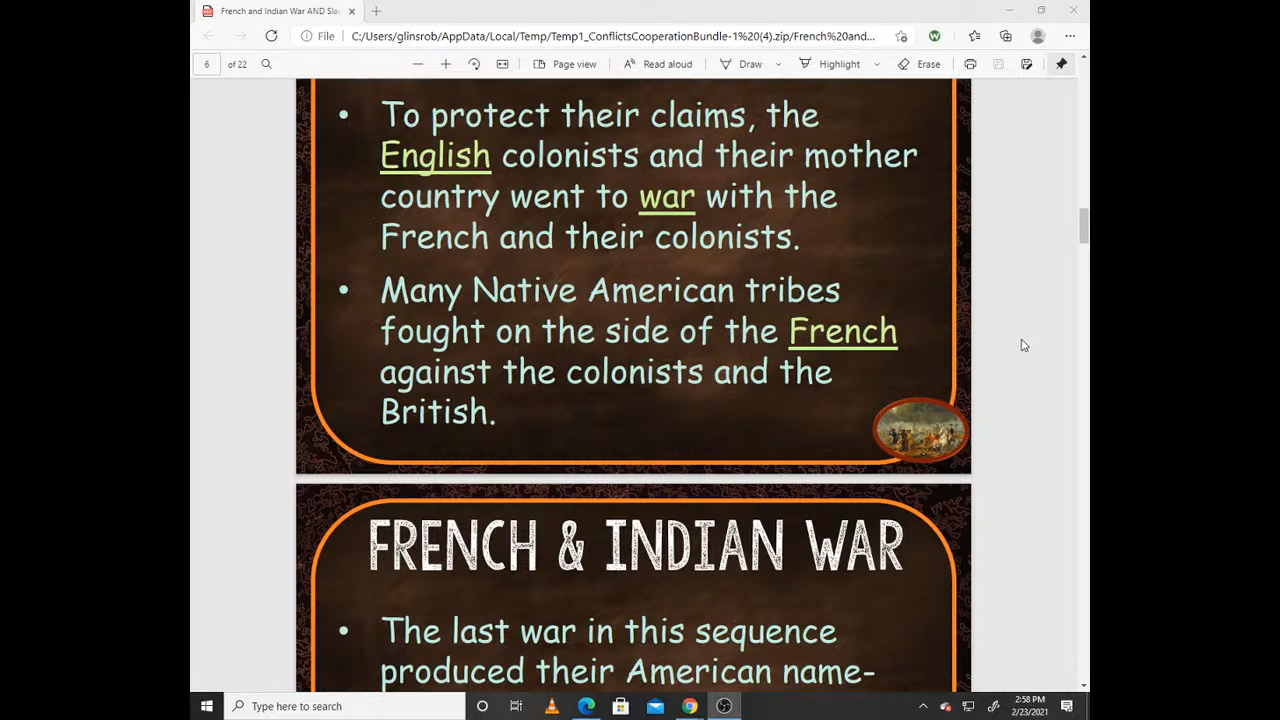 French and Indian War AND Sla
File
C:/Users/glinsrob/AppData/Local/Temp/Temp1_ConflictsCooperationBundle-1%20(4).zip/French%20and...
6 of 22
Page view
Read aloud
Draw
Highlight
Erase
• To protect their claims, the
English colonists and their mother
country went to war with the
French and their colonists.
• Many Native American tribes
fought on the side of the French
against the colonists and the
British.
FRENCH & INDIAN WAR
• The last war in this sequence
produced their American name-
Type here to search
2:58 PM
2/23/2021